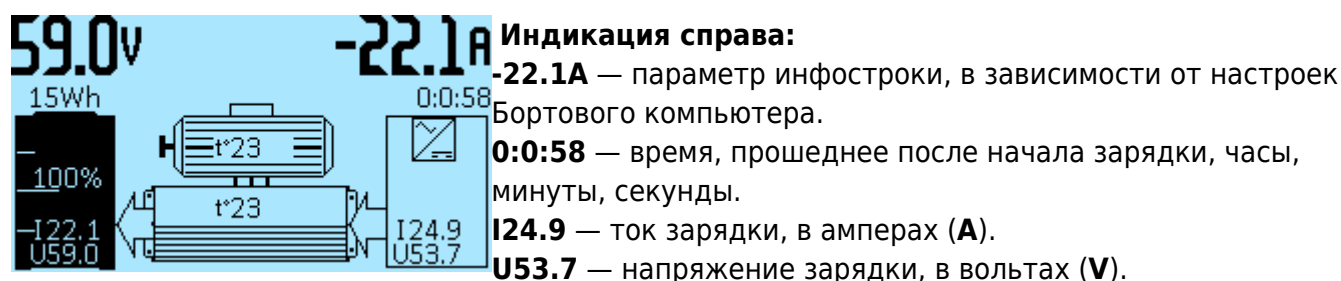 59.0V -22.1A
15Wh 0:0:58
t°23
100%
t°23
I22.1 I24.9
U59.0 U53.7
Индикация справа:
-22.1A — параметр инфостроки, в зависимости от настроек
Бортового компьютера.
0:0:58 — время, прошеднее после начала зарядки, часы,
минуты, секунды.
I24.9 — ток зарядки, в амперах (A).
U53.7 — напряжение зарядки, в вольтах (V).